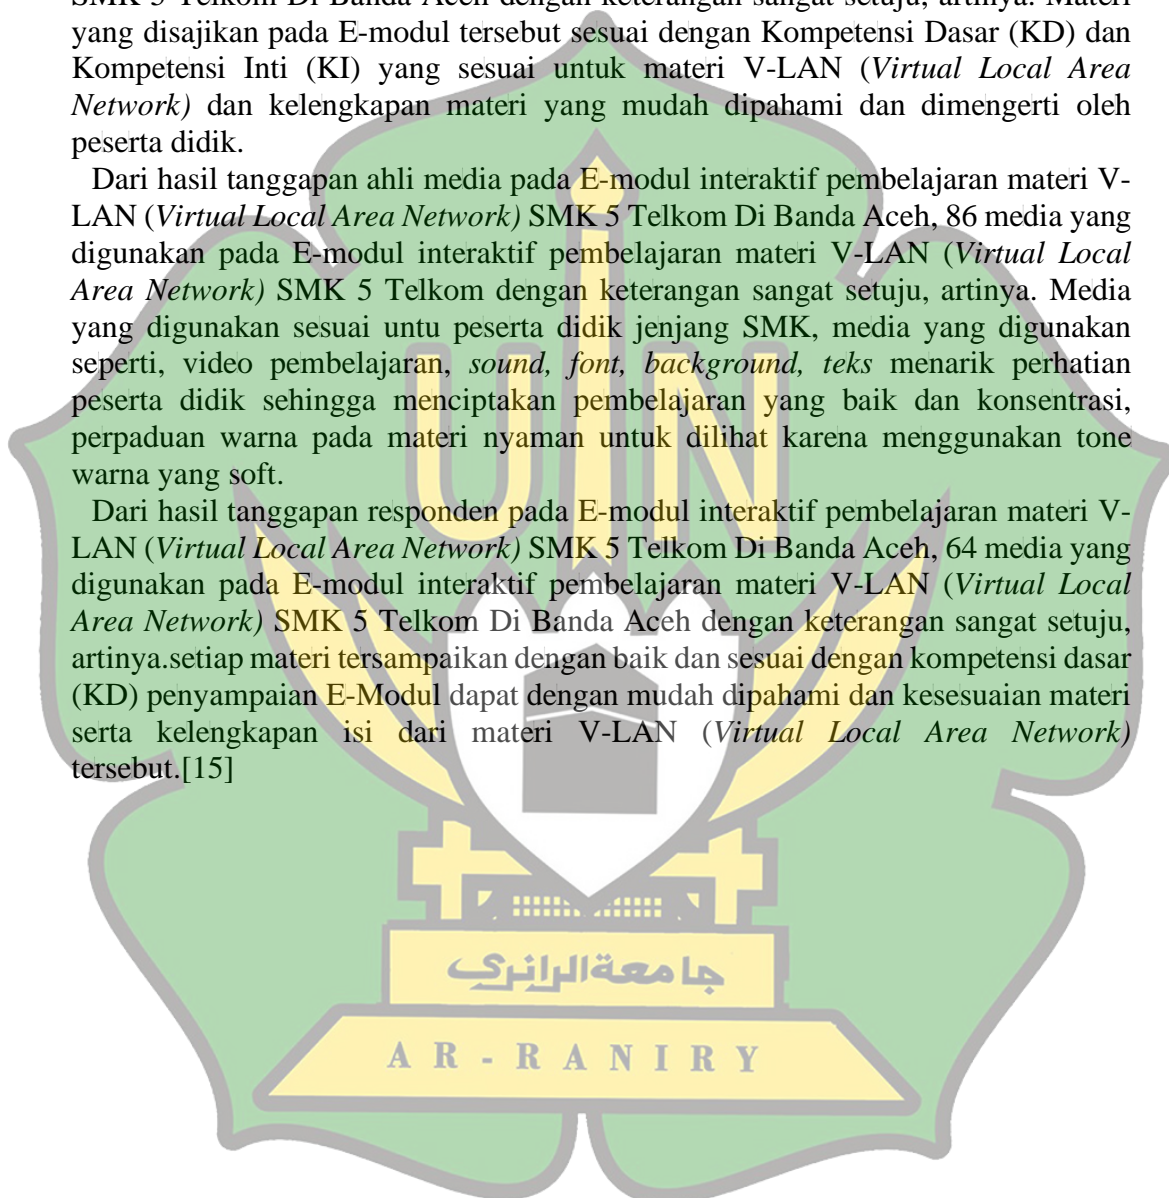 SMK 5 Telkom Di Banda Aceh dengan keterangan sangat setuju, artinya. Materi
yang disajikan pada E-modul tersebut sesuai dengan Kompetensi Dasar (KD) dan
Kompetensi Inti (KI) yang sesuai untuk materi V-LAN (Virtual Local Area
Network) dan kelengkapan materi yang mudah dipahami dan dimengerti oleh
peserta didik.
Dari hasil tanggapan ahli media pada E-modul interaktif pembelajaran materi V-
LAN (Virtual Local Area Network) SMK 5 Telkom Di Banda Aceh, 86 media yang
digunakan pada E-modul interaktif pembelajaran materi V-LAN (Virtual Local
Area Network) SMK 5 Telkom dengan keterangan sangat setuju, artinya. Media
yang digunakan sesuai untu peserta didik jenjang SMK, media yang digunakan
seperti, video pembelajaran, sound, font, background, teks menarik perhatian
peserta didik sehingga menciptakan pembelajaran yang baik dan konsentrasi,
perpaduan warna pada materi nyaman untuk dilihat karena menggunakan tone
warna yang soft.
Dari hasil tanggapan responden pada E-modul interaktif pembelajaran materi V-
LAN (Virtual Local Area Network) SMK 5 Telkom Di Banda Aceh, 64 media yang
digunakan pada E-modul interaktif pembelajaran materi V-LAN (Virtual Local
Area Network) SMK 5 Telkom Di Banda Aceh dengan keterangan sangat setuju,
artinya.setiap materi tersampaikan dengan baik dan sesuai dengan kompetensi dasar
(KD) penyampaian E-Modul dapat dengan mudah dipahami dan kesesuaian materi
serta kelengkapan isi dari materi V-LAN (Virtual Local Area Network)
tersebut.[15]
UIN
جامعة الرانري
AR-RANIRY